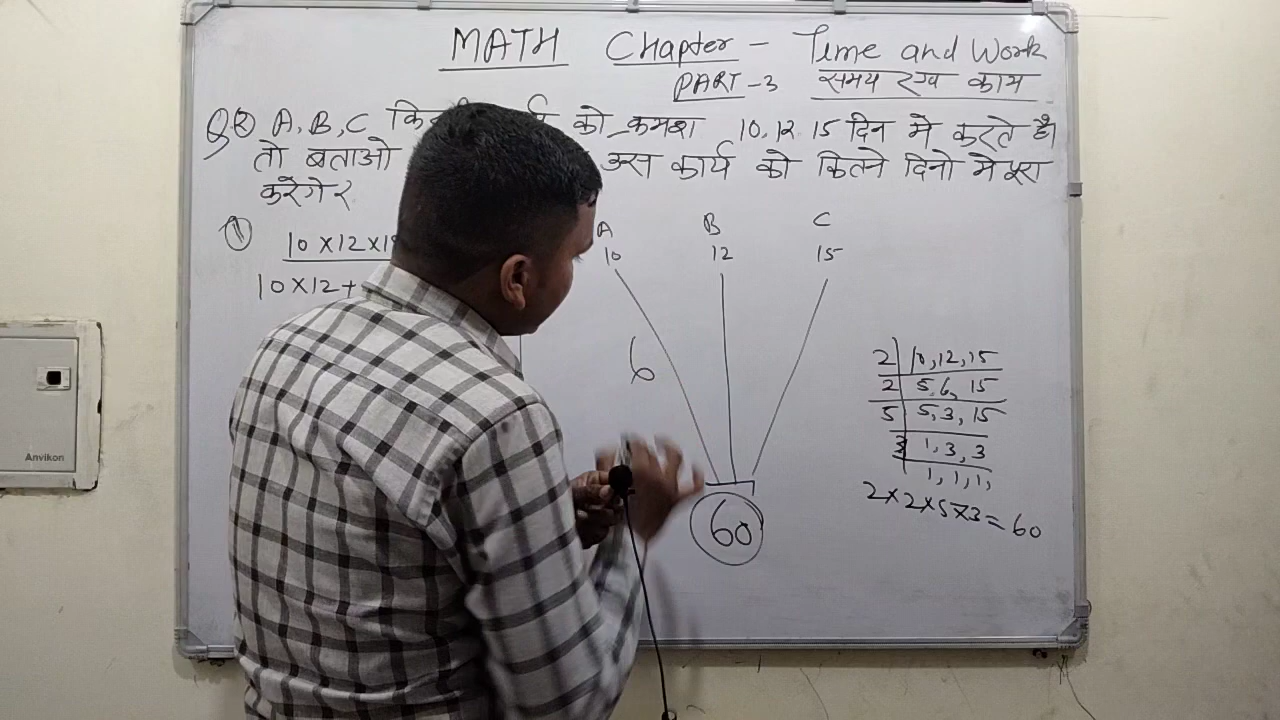 MATH Chapter - Time and Work
PART-3 समय एवं कार्य
Q2 A, B, C को क्रमशः 10, 12, 15 दिन मे करते है।
तो बताओ उस कार्य को कितने दिनो मे पूरा
करेंगे?
① 10×12×15
10×12+
A B C
10 12 15
6
60
2 10, 12, 15
2 5, 6, 15
5 5, 3, 15
3 1, 3, 3
1, 1, 1,
2×2×5×3=60
Anvikon